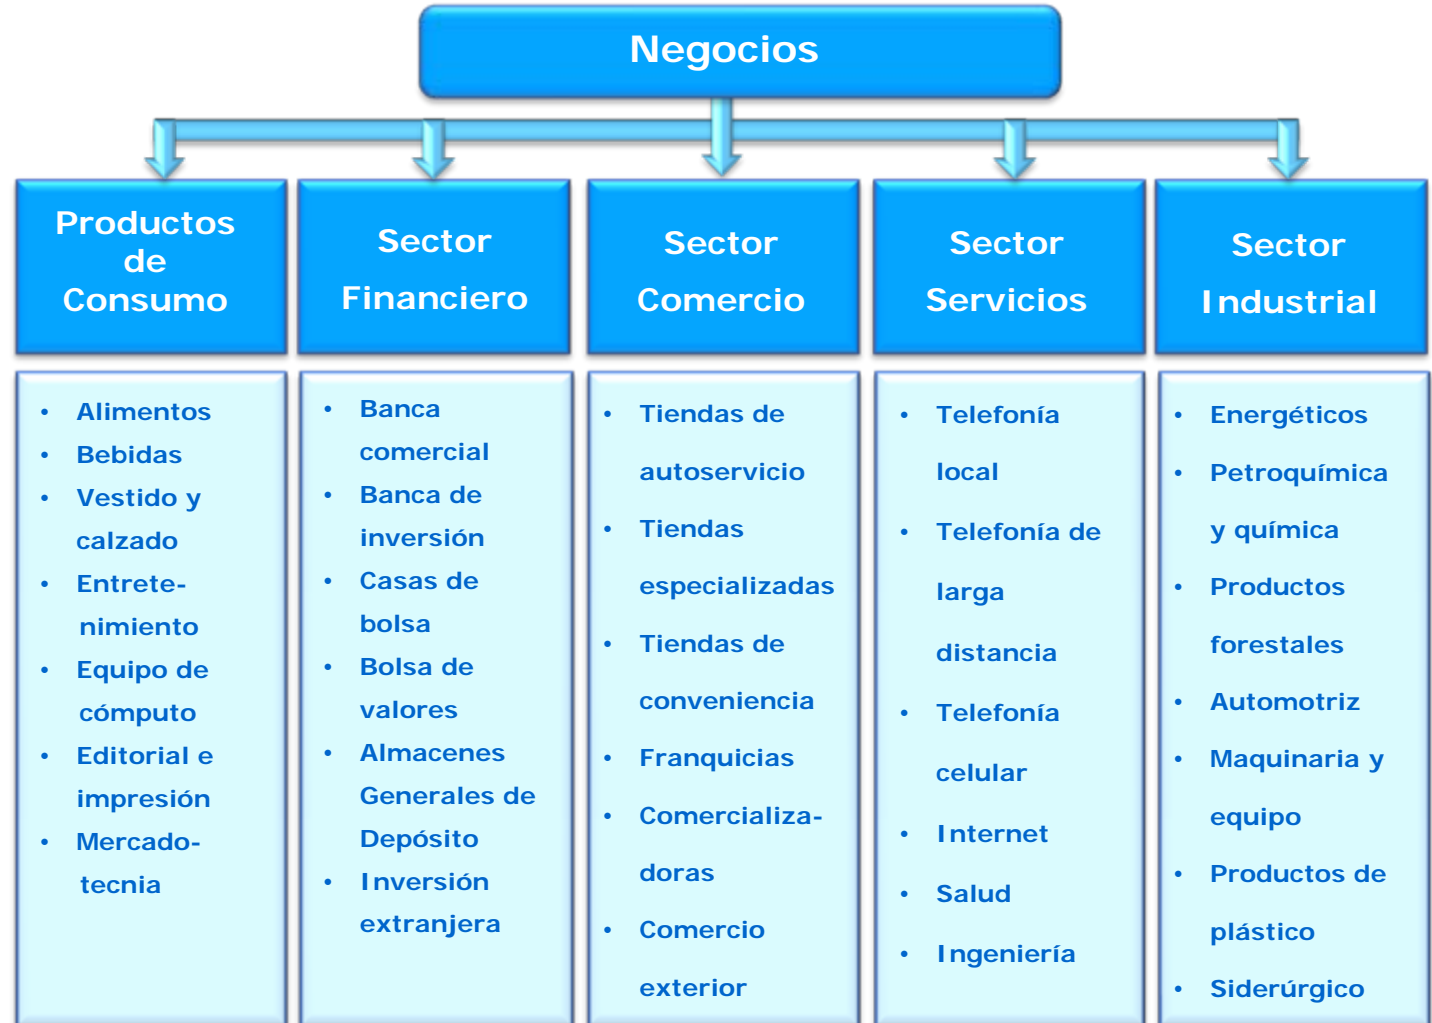 Negocios
Productos
de
Consumo
Sector
Financiero
Sector
Comercio
Sector
Servicios
Sector
Industrial
• Alimentos
• Bebidas
• Vestido y
calzado
• Entrete-
nimiento
• Equipo de
cómputo
• Editorial e
impresión
• Mercado-
tecnia
• Banca
comercial
• Banca de
inversión
• Casas de
bolsa
• Bolsa de
valores
• Almacenes
Generales de
Depósito
• Inversión
extranjera
• Tiendas de
autoservicio
• Tiendas
especializadas
• Tiendas de
conveniencia
• Franquicias
• Comercializa-
doras
• Comercio
exterior
• Telefonía
local
• Telefonía de
larga
distancia
• Telefonía
celular
• Internet
• Salud
• Ingeniería
• Energéticos
• Petroquímica
y química
• Productos
forestales
• Automotriz
• Maquinaria y
equipo
• Productos de
plástico
• Siderúrgico